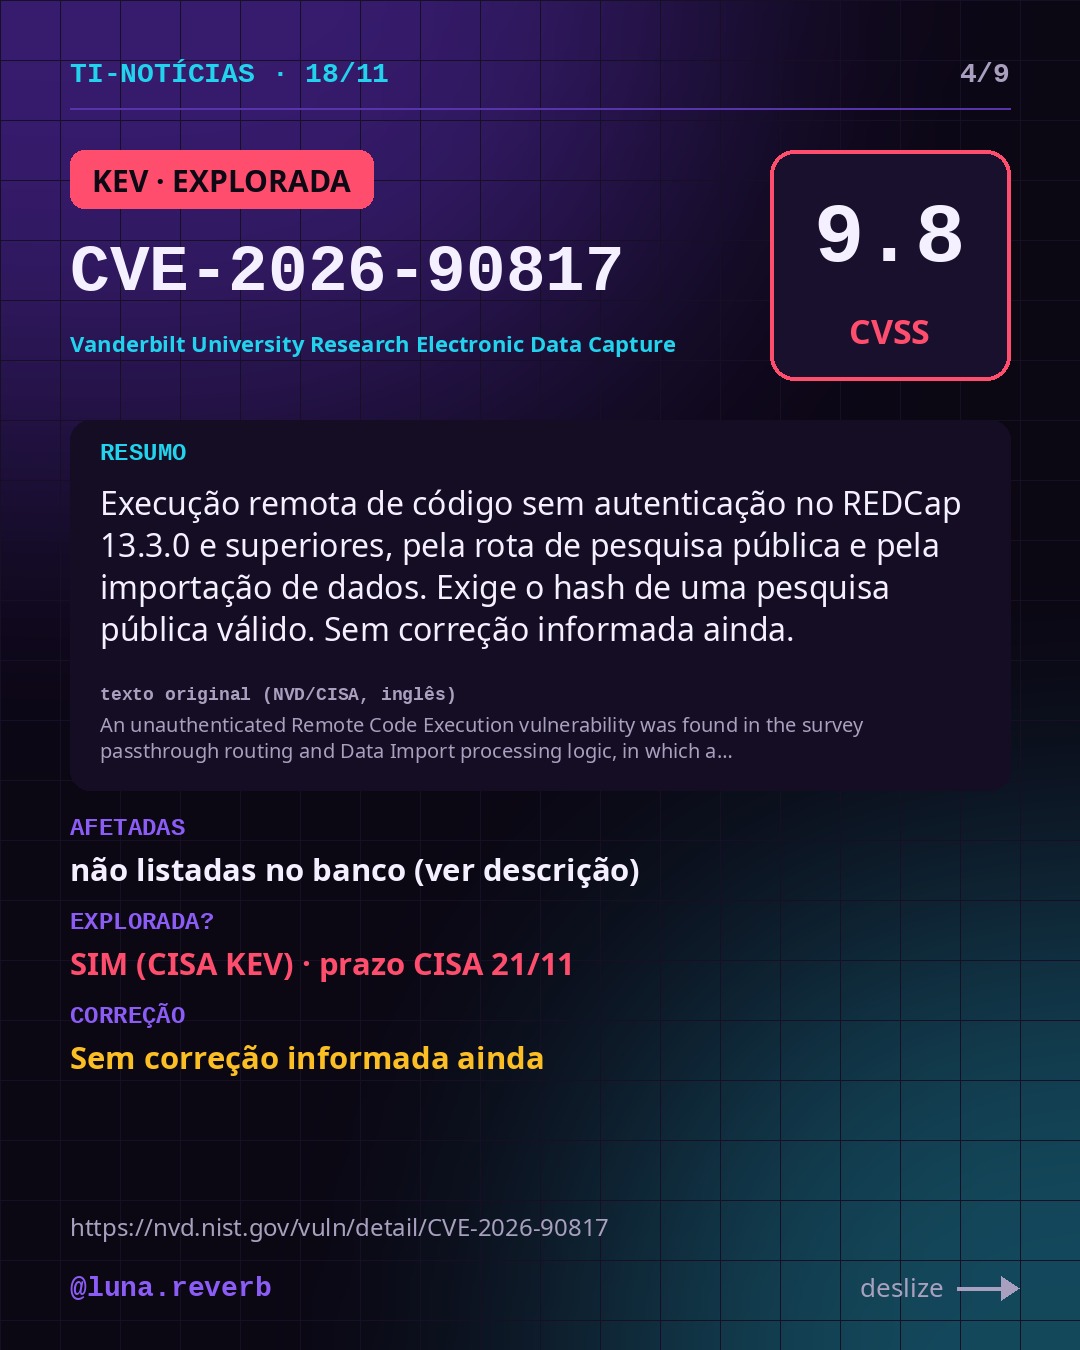 TI-NOTÍCIAS · 18/11
4/9
KEV · EXPLORADA
CVE-2026-90817
Vanderbilt University Research Electronic Data Capture
9.8
CVSS
RESUMO
Execução remota de código sem autenticação no REDCap
13.3.0 e superiores, pela rota de pesquisa pública e pela
importação de dados. Exige o hash de uma pesquisa
pública válido. Sem correção informada ainda.
texto original (NVD/CISA, inglês)
An unauthenticated Remote Code Execution vulnerability was found in the survey
passthrough routing and Data Import processing logic, in which a…
AFETADAS
não listadas no banco (ver descrição)
EXPLORADA?
SIM (CISA KEV) · prazo CISA 21/11
CORREÇÃO
Sem correção informada ainda
https://nvd.nist.gov/vuln/detail/CVE-2026-90817
@luna.reverb
deslize